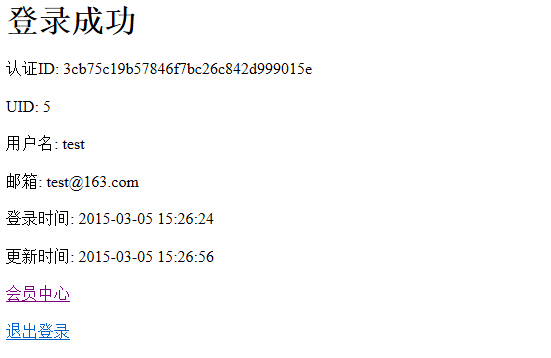 登录成功
认证ID: 3cb75c19b57846f7bc26c842d999015e
UID: 5
用户名: test
邮箱: test@163.com
登录时间: 2015-03-05 15:26:24
更新时间: 2015-03-05 15:26:56
会员中心
退出登录